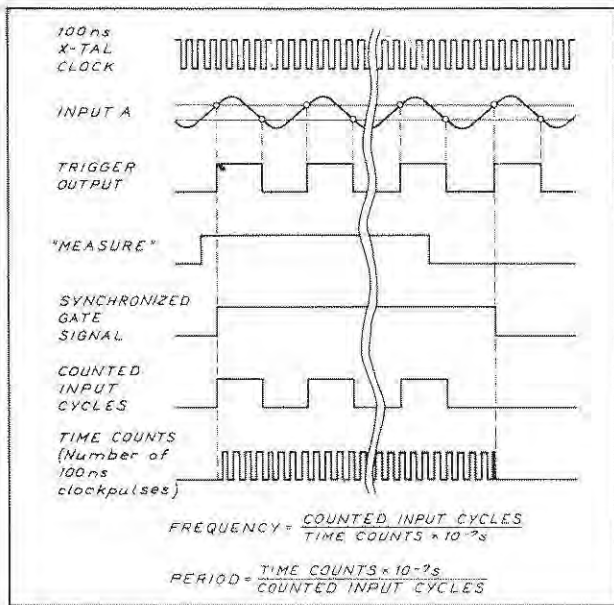 100ns
X-TAL
CLOCK
INPUT A
TRIGGER
OUTPUT
"MEASURE"
SYNCHRONIZED
GATE
SIGNAL
COUNTED
INPUT
CYCLES
TIME COUNTS
(Number of
100ns
clockpulses)
FREQUENCY = COUNTED INPUT CYCLES
TIME COUNTS × 10⁻⁷s
PERIOD = TIME COUNTS × 10⁻⁷s
COUNTED INPUT CYCLES